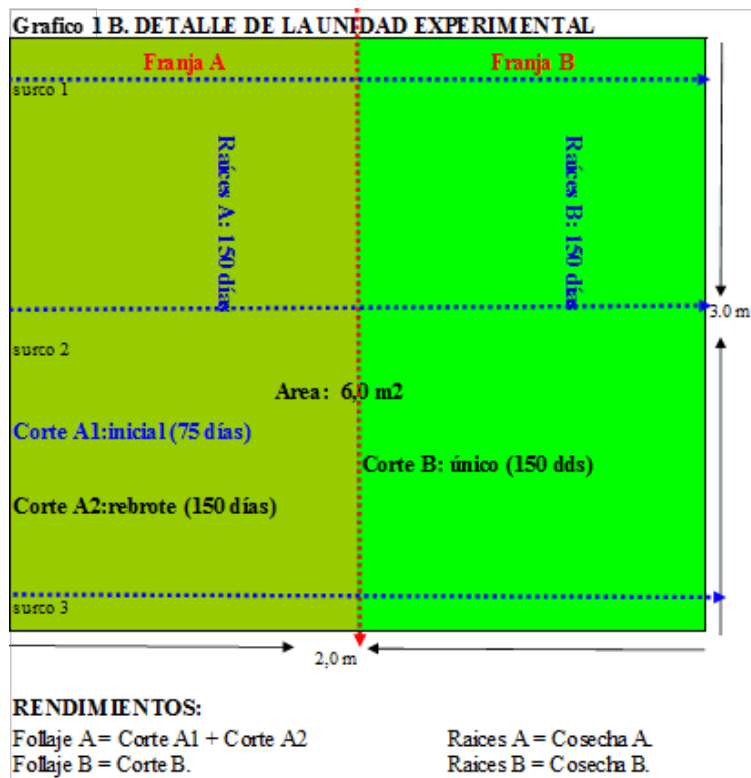 Grafico 1 B. DETALLE DE LA UNIDAD EXPERIMENTAL
Franja A
Franja B
surco 1
Raíces A: 150 días
Raíces B: 150 días
3.0 m
surco 2
Area: 6,0 m2
Corte A1:inicial (75 días)
Corte B: único (150 dds)
Corte A2:rebrote (150 días)
surco 3
2,0 m
RENDIMIENTOS:
Follaje A = Corte A1 + Corte A2
Raices A = Cosecha A.
Follaje B = Corte B.
Raices B = Cosecha B.